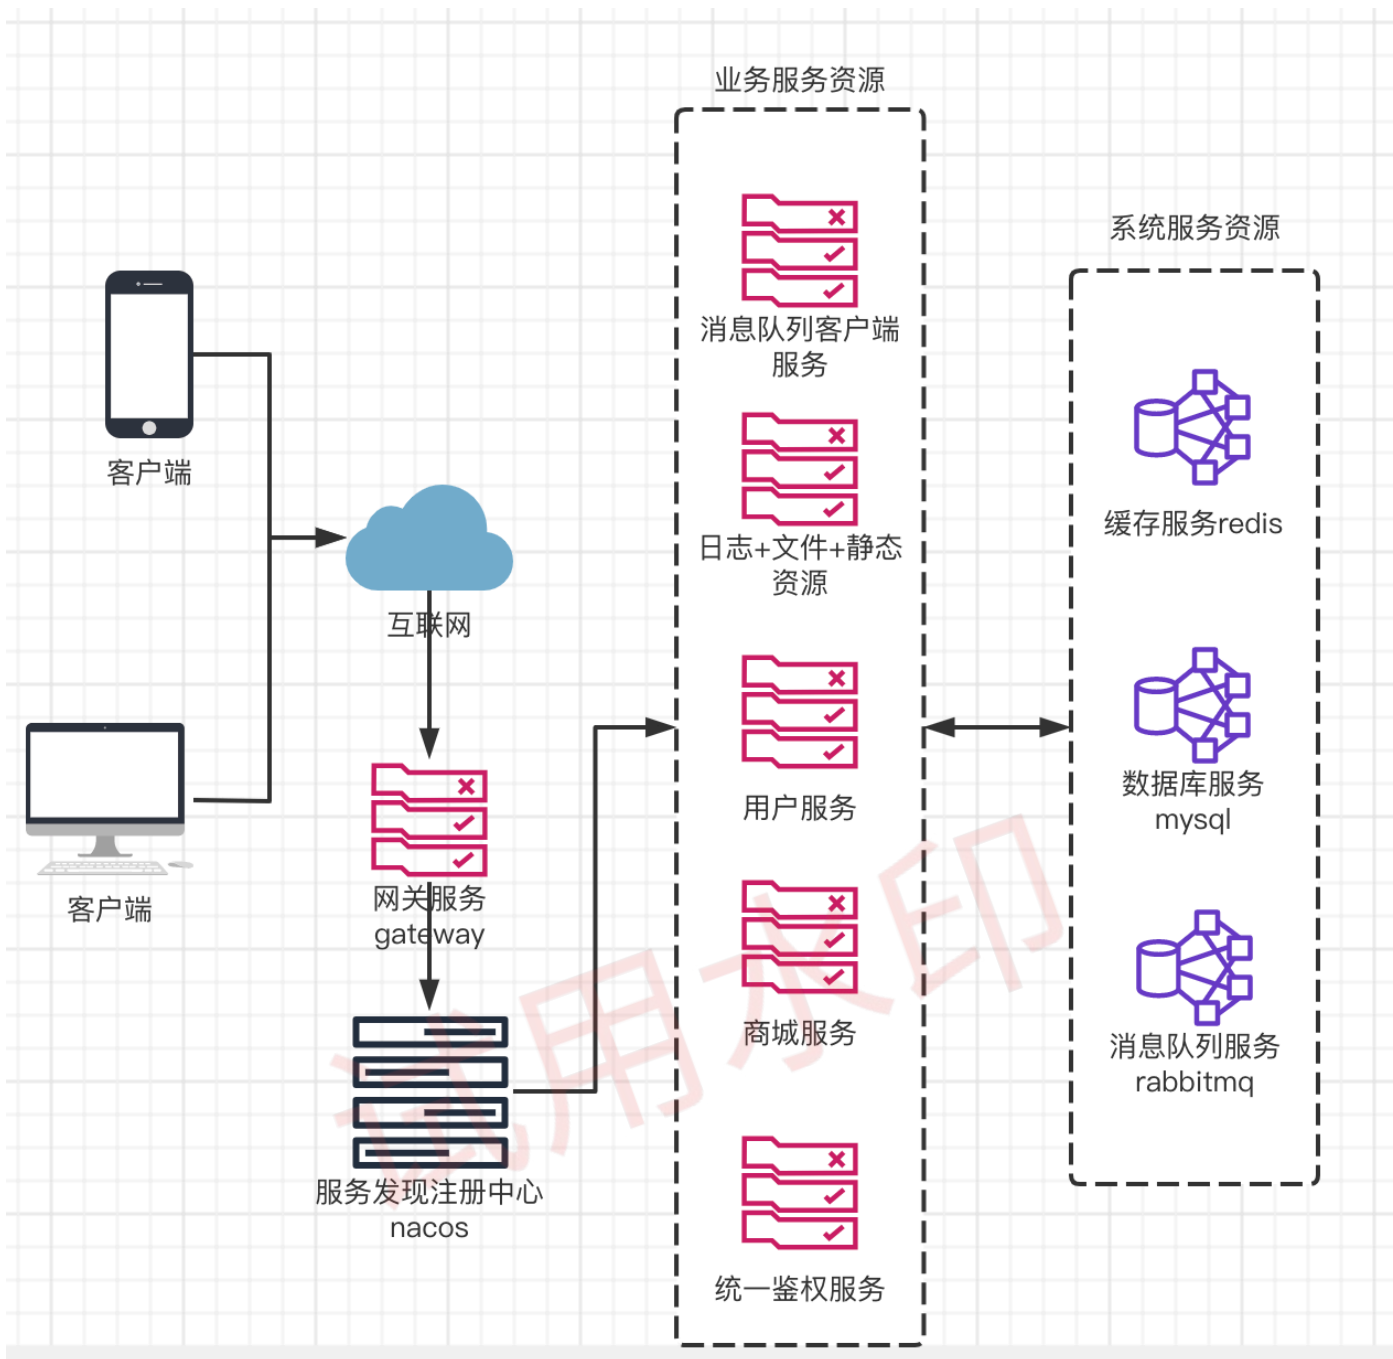 业务服务资源
系统服务资源
消息队列客户端
服务
客户端
缓存服务redis
日志+文件+静态
资源
互联网
数据库服务
mysql
用户服务
网关服务
gateway
客户端
商城服务
消息队列服务
rabbitmq
服务发现注册中心
nacos
统一鉴权服务
试用水印